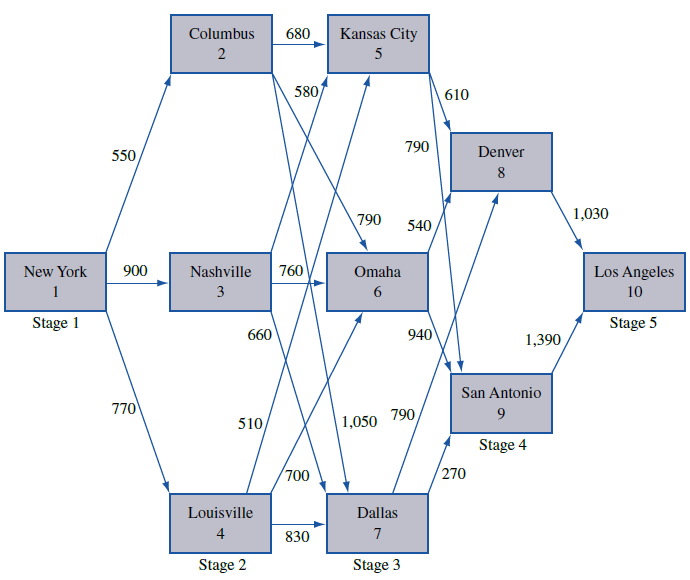 Columbus
2
680
Kansas City
5
580
610
550
790
Denver
8
790
540
1,030
New York
1
Stage 1
900
Nashville
3
760
Omaha
6
Los Angeles
10
Stage 5
660
940
1,390
San Antonio
9
Stage 4
770
510
1,050
790
700
270
Louisville
4
Stage 2
830
Dallas
7
Stage 3